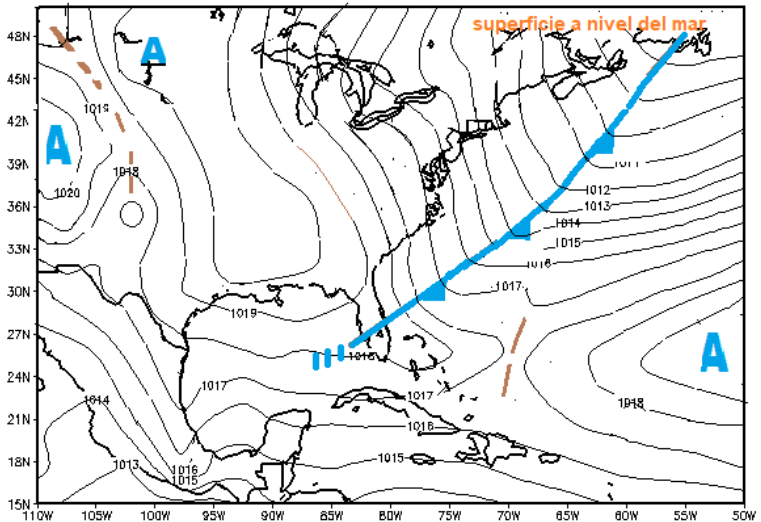 superficie a nivel del mar
48N
A
45N
1019
42N
A
39N
1011
1018
1020
1012
36N
1013
1014
33N
1015
1016
30N
1017
1019
27N
1018
A
24N
1017
1017
1014
1018
21N
1016
18N
1013
1016
1015
1015
15N
110W
105W
100W
95W
90W
85W
80W
75W
70W
65W
60W
55W
50W